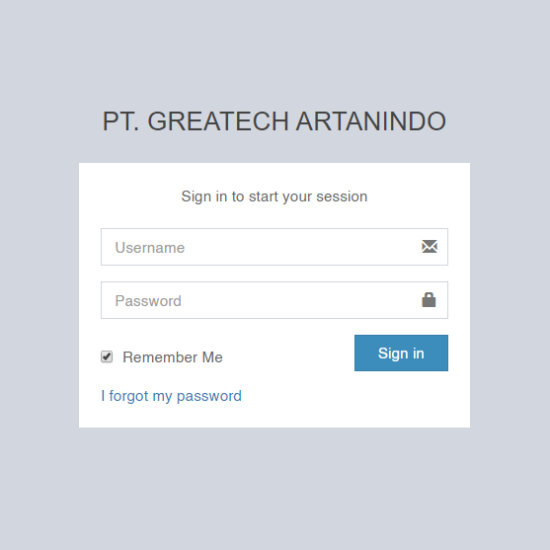 PT. GREATECH ARTANINDO
Sign in to start your session
Username
Password
Remember Me
Sign in
I forgot my password